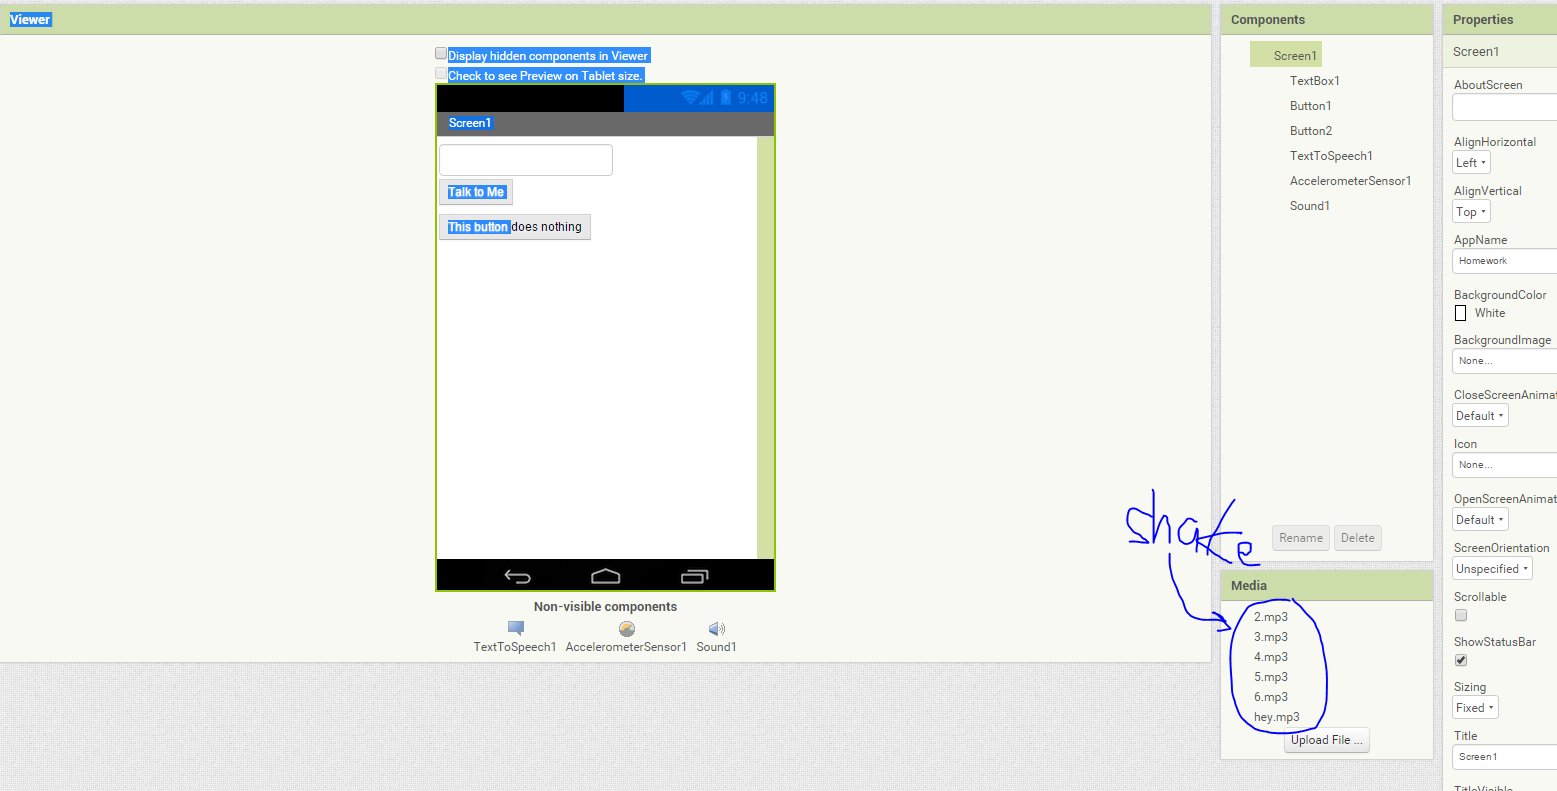 Viewer
Display hidden components in Viewer
Check to see Preview on Tablet size.
9:48
Screen1
Talk to Me
This button does nothing
Non-visible components
TextToSpeech1 AccelerometerSensor1 Sound1
Components
Screen1
TextBox1
Button1
Button2
TextToSpeech1
AccelerometerSensor1
Sound1
shake
Rename Delete
Media
2.mp3
3.mp3
4.mp3
5.mp3
6.mp3
hey.mp3
Upload File ...
Properties
Screen1
AboutScreen
AlignHorizontal
Left
AlignVertical
Top
AppName
Homework
BackgroundColor
White
BackgroundImage
None...
CloseScreenAnimat
Default
Icon
None...
OpenScreenAnimat
Default
ScreenOrientation
Unspecified
Scrollable
ShowStatusBar
Sizing
Fixed
Title
Screen1
TitleVisible